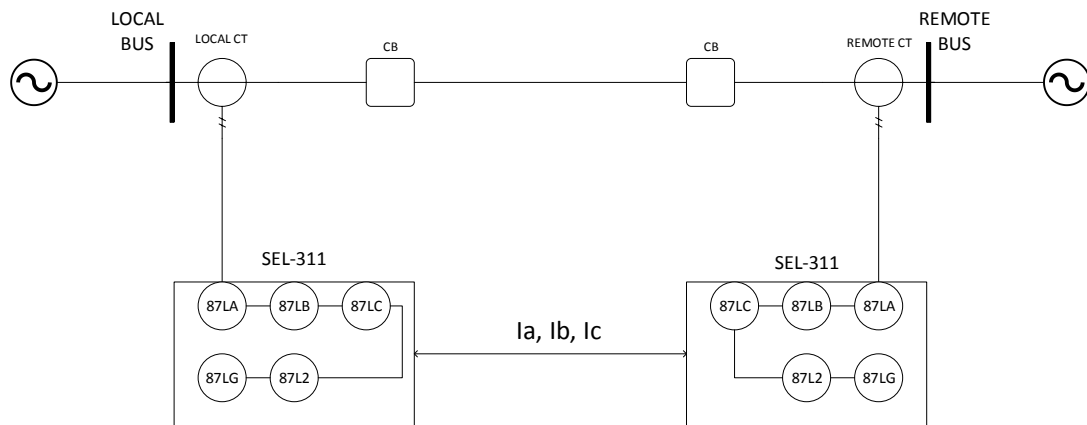 LOCAL
BUS
LOCAL CT
CB
CB
REMOTE CT
REMOTE
BUS
SEL-311
SEL-311
87LA
87LB
87LC
87LC
87LB
87LA
Ia, Ib, Ic
87LG
87L2
87L2
87LG